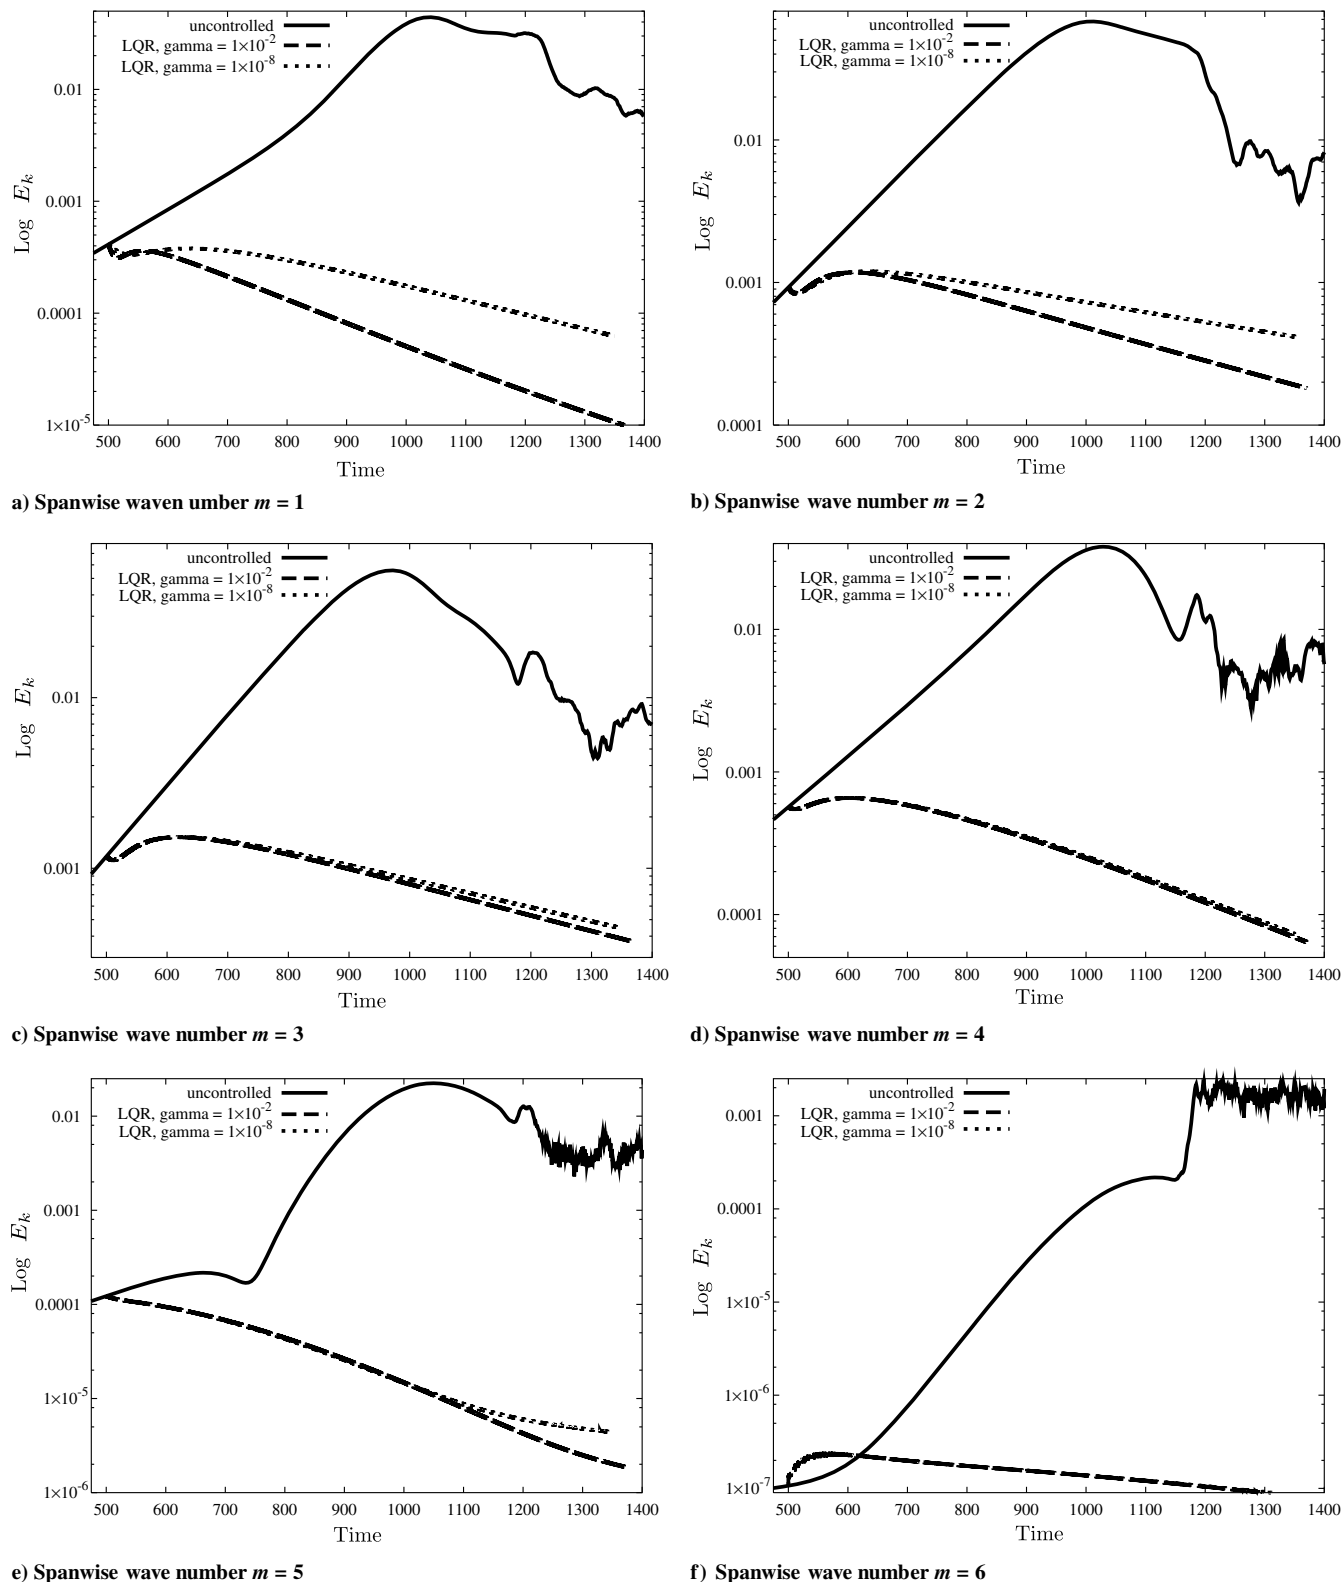 uncontrolled
LQR, gamma = 1×10⁻²
LQR, gamma = 1×10⁻⁸
0.01
0.001
0.0001
1×10⁻⁵
Log E_k
500 600 700 800 900 1000 1100 1200 1300 1400
Time
a) Spanwise waven umber m = 1
uncontrolled
LQR, gamma = 1×10⁻²
LQR, gamma = 1×10⁻⁸
0.01
0.001
0.0001
Log E_k
500 600 700 800 900 1000 1100 1200 1300 1400
Time
b) Spanwise wave number m = 2
uncontrolled
LQR, gamma = 1×10⁻²
LQR, gamma = 1×10⁻⁸
0.01
0.001
Log E_k
500 600 700 800 900 1000 1100 1200 1300 1400
Time
c) Spanwise wave number m = 3
uncontrolled
LQR, gamma = 1×10⁻²
LQR, gamma = 1×10⁻⁸
0.01
0.001
0.0001
Log E_k
500 600 700 800 900 1000 1100 1200 1300 1400
Time
d) Spanwise wave number m = 4
uncontrolled
LQR, gamma = 1×10⁻²
LQR, gamma = 1×10⁻⁸
0.01
0.001
0.0001
1×10⁻⁵
1×10⁻⁶
Log E_k
500 600 700 800 900 1000 1100 1200 1300 1400
Time
e) Spanwise wave number m = 5
uncontrolled
LQR, gamma = 1×10⁻²
LQR, gamma = 1×10⁻⁸
0.001
0.0001
1×10⁻⁵
1×10⁻⁶
1×10⁻⁷
Log E_k
500 600 700 800 900 1000 1100 1200 1300 1400
Time
f) Spanwise wave number m = 6